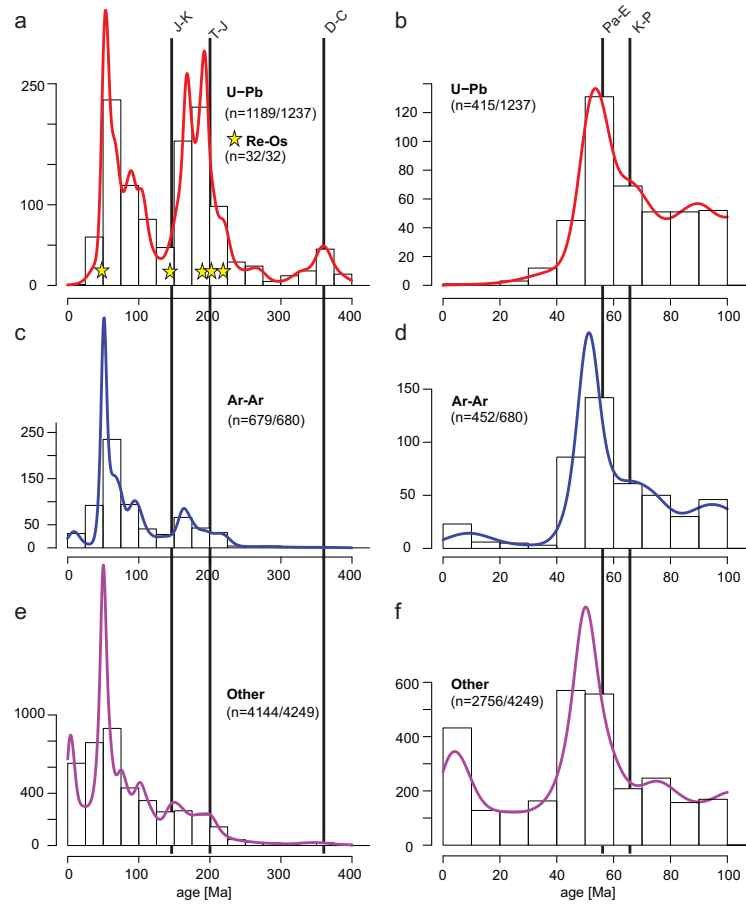 a
J-K
T-J
D-C
250
100
0
U−Pb
(n=1189/1237)
Re-Os
(n=32/32)
0 100 200 300 400
b
Pa-E
K-P
120
100
80
60
40
20
0
U−Pb
(n=415/1237)
0 20 40 60 80 100
c
250
150
50
0
Ar-Ar
(n=679/680)
0 100 200 300 400
d
150
100
50
0
Ar-Ar
(n=452/680)
0 20 40 60 80 100
e
1000
400
0
Other
(n=4144/4249)
0 100 200 300 400
age [Ma]
f
600
400
200
0
Other
(n=2756/4249)
0 20 40 60 80 100
age [Ma]